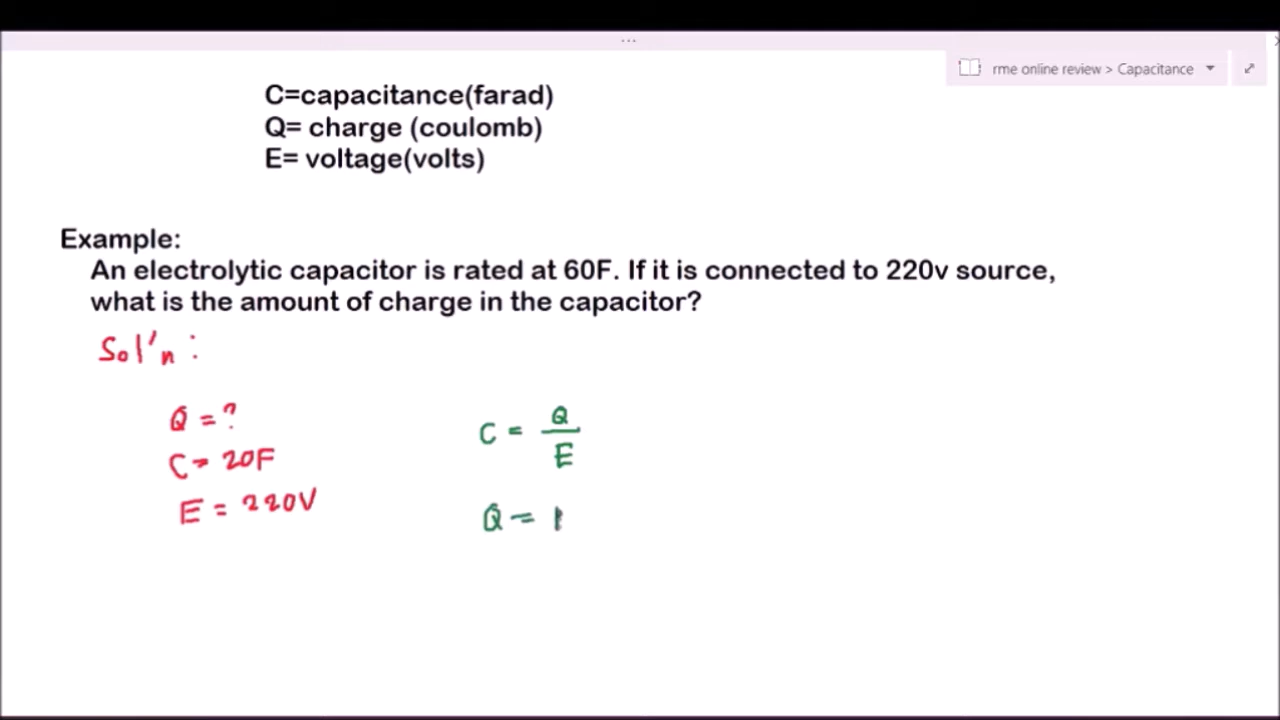 ...
rme online review > Capacitance
C=capacitance(farad)
Q= charge (coulomb)
E= voltage(volts)
Example:
An electrolytic capacitor is rated at 60F. If it is connected to 220v source,
what is the amount of charge in the capacitor?
Sol'n :
Q = ?
C = 20F
E = 220V
C = Q
E
Q =